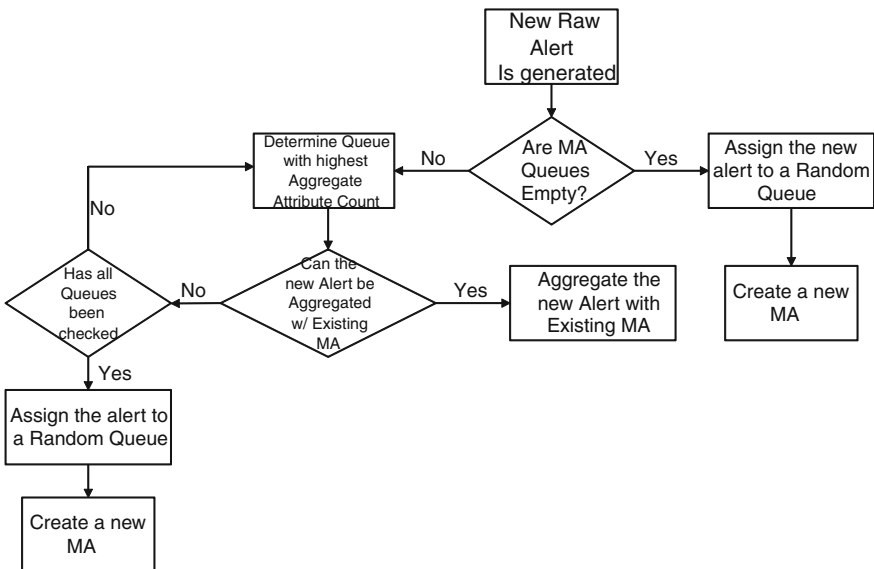 New Raw
Alert
Is generated
Are MA
Queues
Empty?
No
Yes
Determine Queue
with highest
Aggregate
Attribute Count
Assign the new
alert to a Random
Queue
No
Has all
Queues
been
checked
No
Can the
new Alert be
Aggregated
w/ Existing
MA
Yes
Aggregate the
new Alert with
Existing MA
Create a new
MA
Yes
Assign the alert to
a Random Queue
Create a new
MA